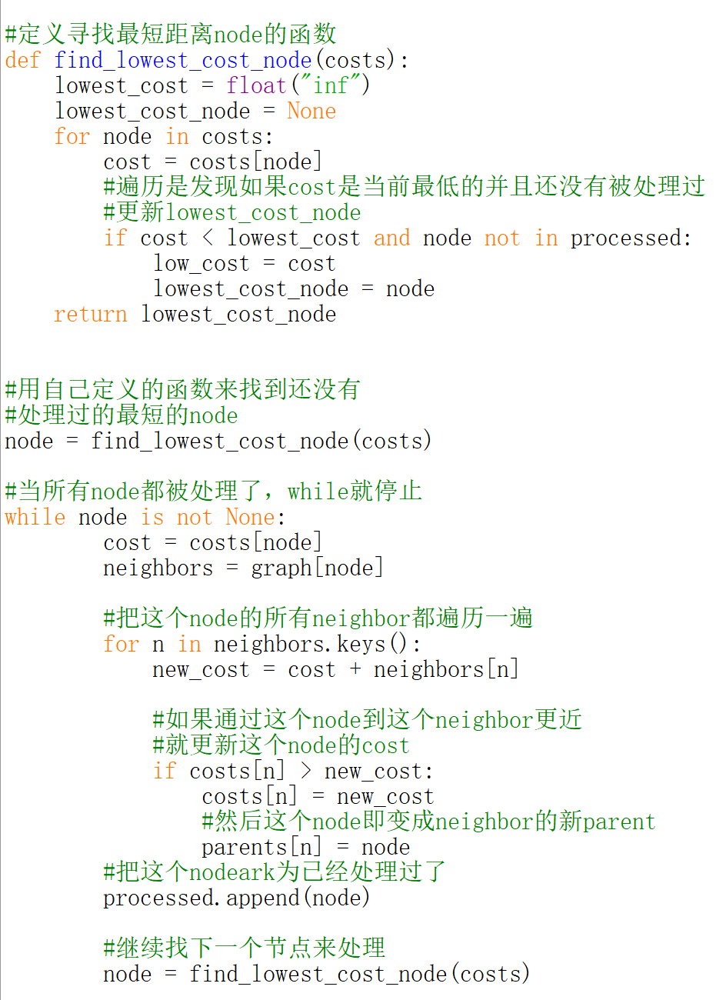 #定义寻找最短距离node的函数
def find_lowest_cost_node(costs):
    lowest_cost = float("inf")
    lowest_cost_node = None
    for node in costs:
        cost = costs[node]
        #遍历是发现如果cost是当前最低的并且还没有被处理过
        #更新lowest_cost_node
        if cost < lowest_cost and node not in processed:
            low_cost = cost
            lowest_cost_node = node
    return lowest_cost_node
#用自己定义的函数来找到还没有
#处理过的最短的node
node = find_lowest_cost_node(costs)
#当所有node都被处理了，while就停止
while node is not None:
        cost = costs[node]
        neighbors = graph[node]
        #把这个node的所有neighbor都遍历一遍
        for n in neighbors.keys():
            new_cost = cost + neighbors[n]
            #如果通过这个node到这个neighbor更近
            #就更新这个node的cost
            if costs[n] > new_cost:
                costs[n] = new_cost
                #然后这个node即变成neighbor的新parent
                parents[n] = node
        #把这个nodeark为已经处理过了
        processed.append(node)
        #继续找下一个节点来处理
        node = find_lowest_cost_node(costs)